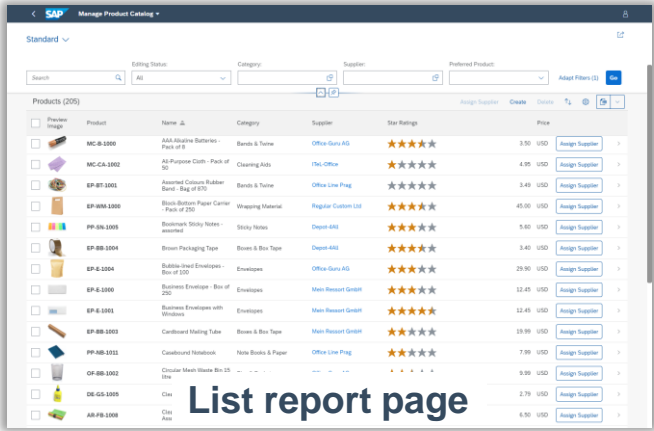 SAP Manage Product Catalog
Standard
Editing Status: Category: Supplier: Preferred Product:
Search All Adapt Filters (1) Go
Products (205) Assign Supplier Create Delete
Preview Image Product Name Category Supplier Star Ratings Price
MC-B-1000 AAA Alkaline Batteries - Pack of 8 Bands & Twine Office Guru AG 3.50 USD Assign Supplier
MC-CA-1002 All-Purpose Cloth - Pack of 50 Cleaning Aids ITeL-Office 4.95 USD Assign Supplier
EP-BT-1001 Assorted Colours Rubber Band - Bag of 870 Bands & Twine Office Line Prag 3.49 USD Assign Supplier
EP-WM-1000 Block-Bottom Paper Carrier - Pack of 250 Wrapping Material Regular Custom Ltd 45.00 USD Assign Supplier
PP-SN-1005 Bookmark Sticky Notes - assorted Sticky Notes Depot-4All 5.60 USD Assign Supplier
EP-BB-1004 Brown Packaging Tape Boxes & Box Tape Depot-4All 3.40 USD Assign Supplier
EP-E-1004 Bubble-lined Envelopes - Box of 100 Envelopes Office Guru AG 29.90 USD Assign Supplier
EP-E-1000 Business Envelope - Box of 250 Envelopes Mein Ressort GmbH 12.45 USD Assign Supplier
EP-E-1001 Business Envelopes with Windows Envelopes Mein Ressort GmbH 12.45 USD Assign Supplier
EP-BB-1003 Cardboard Mailing Tube Boxes & Box Tape Mein Ressort GmbH 19.99 USD Assign Supplier
PP-NB-1011 Casebound Notebook Note Books & Paper Office Line Prag 7.99 USD Assign Supplier
OF-BB-1002 Circular Mesh Waste Bin 15 litre 9.99 USD Assign Supplier
DE-GS-1005 2.79 USD Assign Supplier
AR-FB-1008 6.50 USD Assign Supplier
List report page